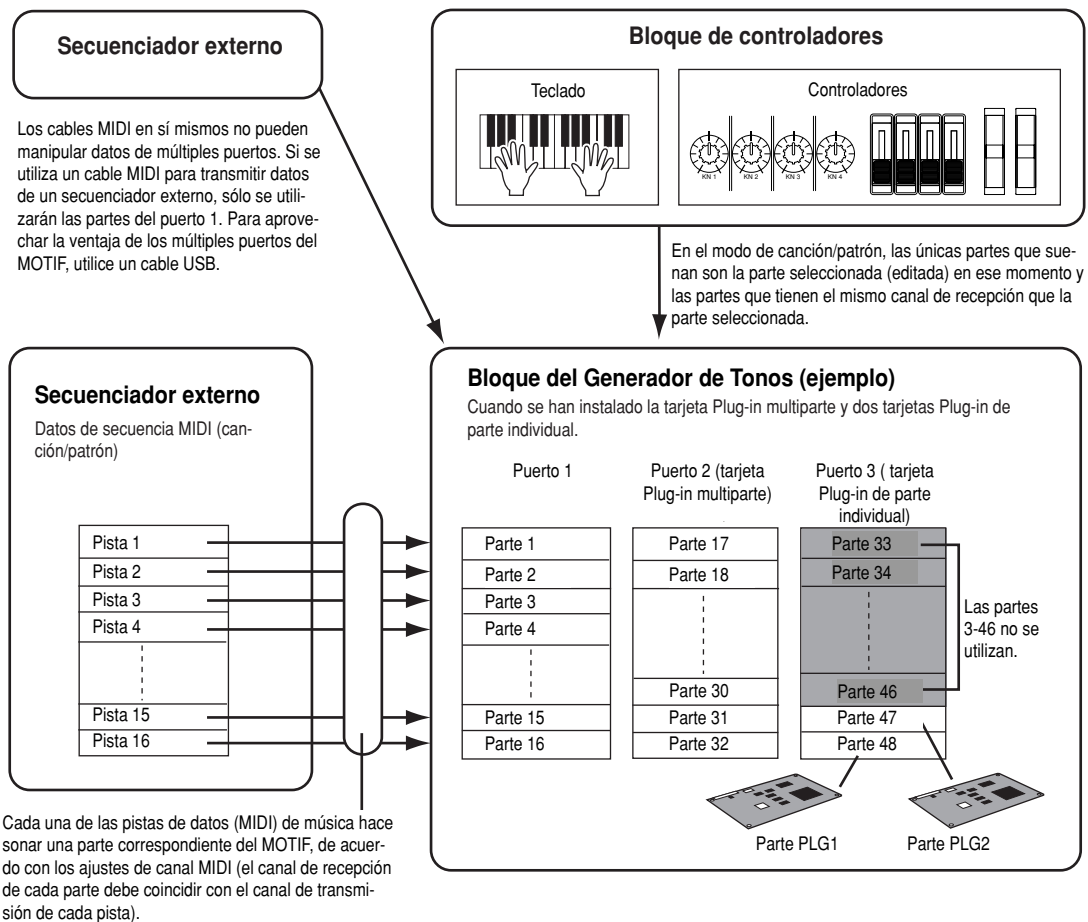 Secuenciador externo
Los cables MIDI en sí mismos no pueden
manipular datos de múltiples puertos. Si se
utiliza un cable MIDI para transmitir datos
de un secuenciador externo, sólo se utili-
zarán las partes del puerto 1. Para aprove-
char la ventaja de los múltiples puertos del
MOTIF, utilice un cable USB.
Bloque de controladores
Teclado
Controladores
KN 1
KN 2
KN 3
KN 4
En el modo de canción/patrón, las únicas partes que sue-
nan son la parte seleccionada (editada) en ese momento y
las partes que tienen el mismo canal de recepción que la
parte seleccionada.
Secuenciador externo
Datos de secuencia MIDI (can-
ción/patrón)
Pista 1
Pista 2
Pista 3
Pista 4
Pista 15
Pista 16
Cada una de las pistas de datos (MIDI) de música hace
sonar una parte correspondiente del MOTIF, de acuer-
do con los ajustes de canal MIDI (el canal de recepción
de cada parte debe coincidir con el canal de transmi-
sión de cada pista).
Bloque del Generador de Tonos (ejemplo)
Cuando se han instalado la tarjeta Plug-in multiparte y dos tarjetas Plug-in de
parte individual.
Puerto 1
Parte 1
Parte 2
Parte 3
Parte 4
Parte 15
Parte 16
Puerto 2 (tarjeta
Plug-in multiparte)
Parte 17
Parte 18
Parte 30
Parte 31
Parte 32
Puerto 3 ( tarjeta
Plug-in de parte
individual)
Parte 33
Parte 34
Parte 46
Parte 47
Parte 48
Las partes
3-46 no se
utilizan.
Parte PLG1
Parte PLG2